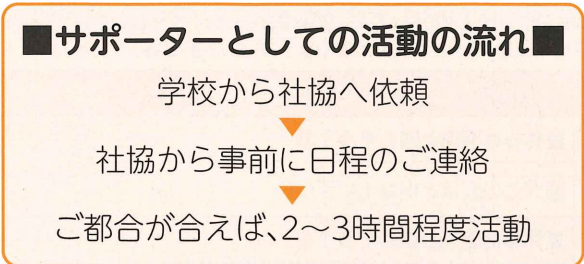 ■サポーターとしての活動の流れ■
学校から社協へ依頼
▼
社協から事前に日程のご連絡
▼
ご都合が合えば、2〜3時間程度活動